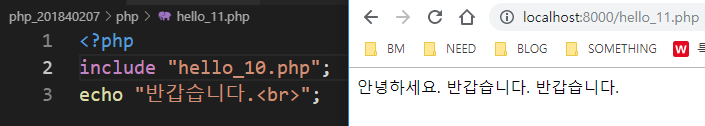 php_201840207 > php > hello_11.php
1 <?php
2 include "hello_10.php";
3 echo "반갑습니다.<br>";
localhost:8000/hello_11.php
BM NEED BLOG SOMETHING W
안녕하세요. 반갑습니다. 반갑습니다.